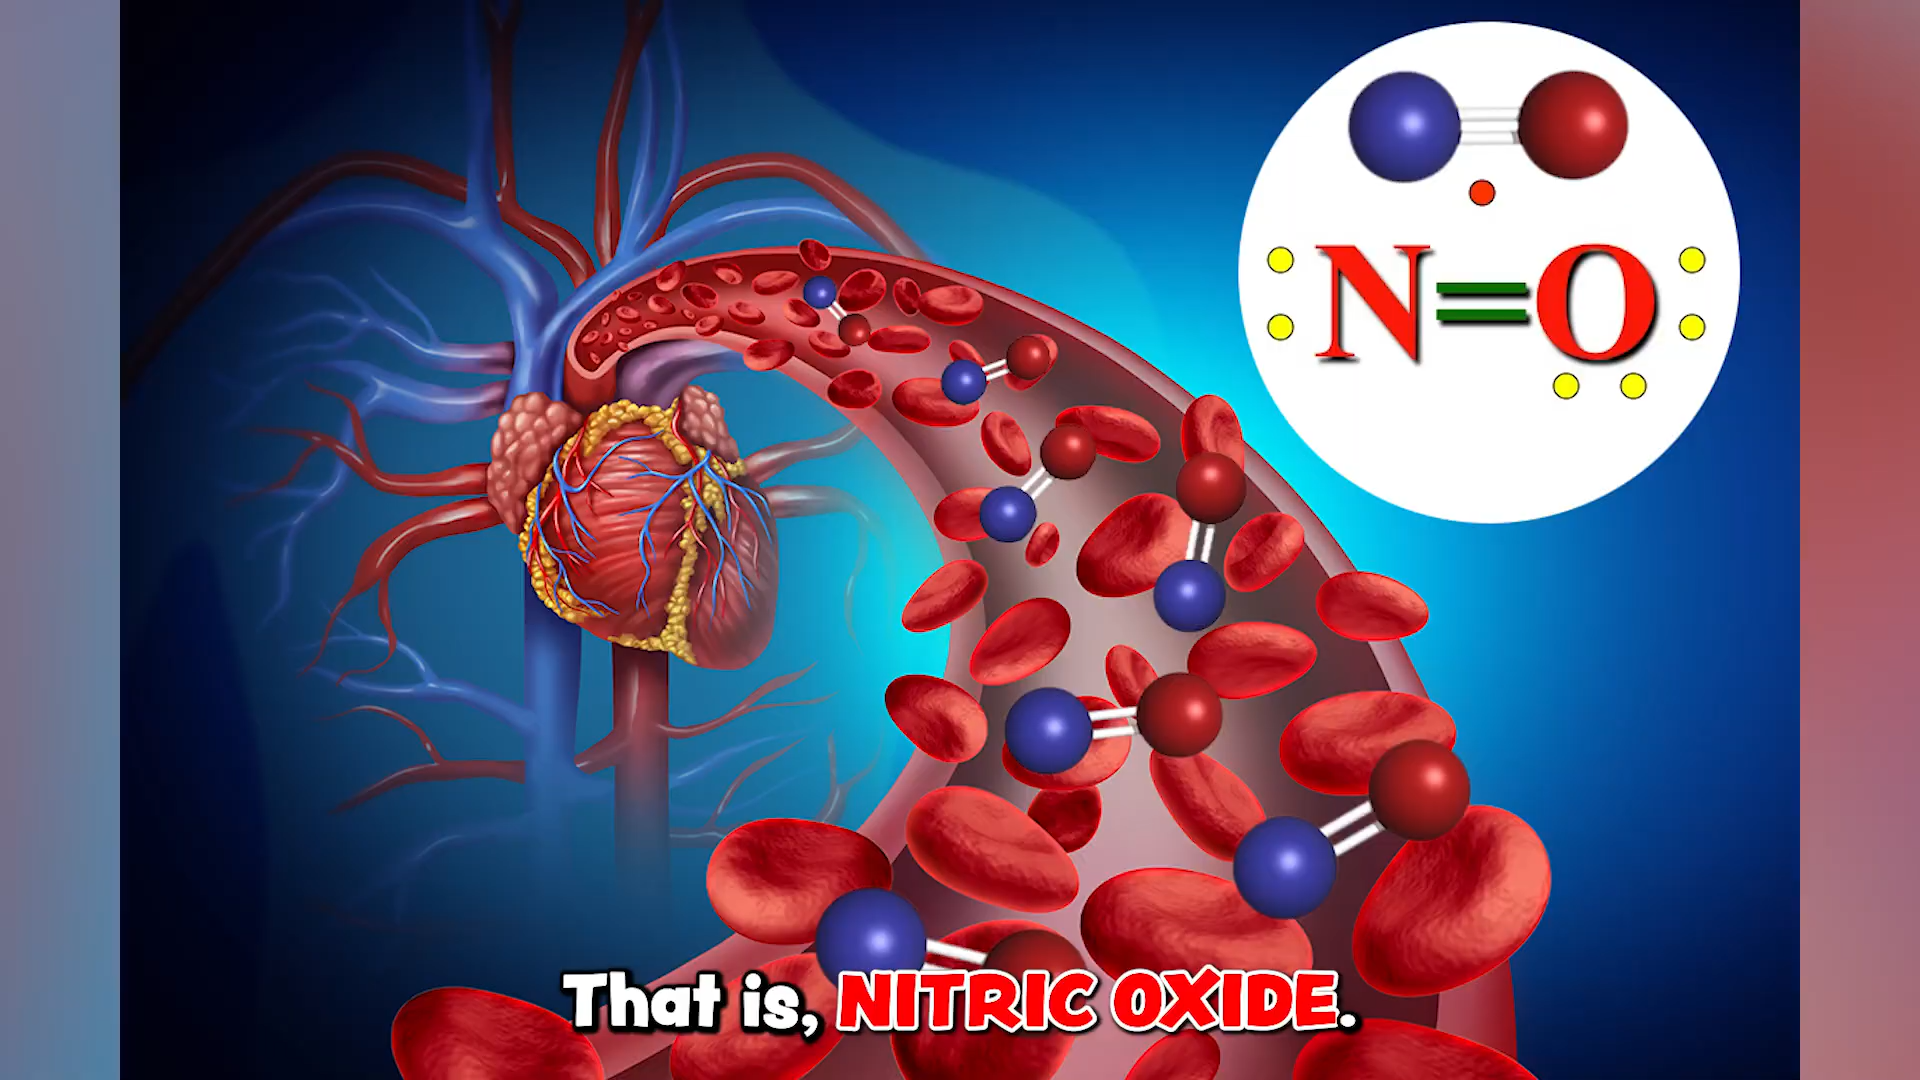 N=O
That is, NITRIC OXIDE.